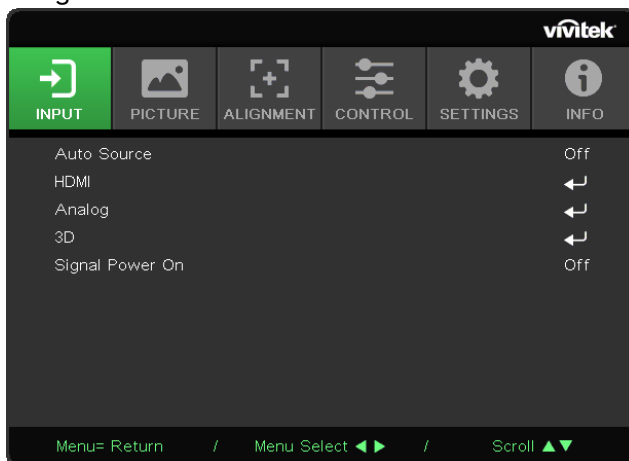 vivitek
INPUT PICTURE ALIGNMENT CONTROL SETTINGS INFO
Auto Source Off
HDMI
Analog
3D
Signal Power On Off
Menu= Return / Menu Select ◀ ▶ / Scroll ▲▼